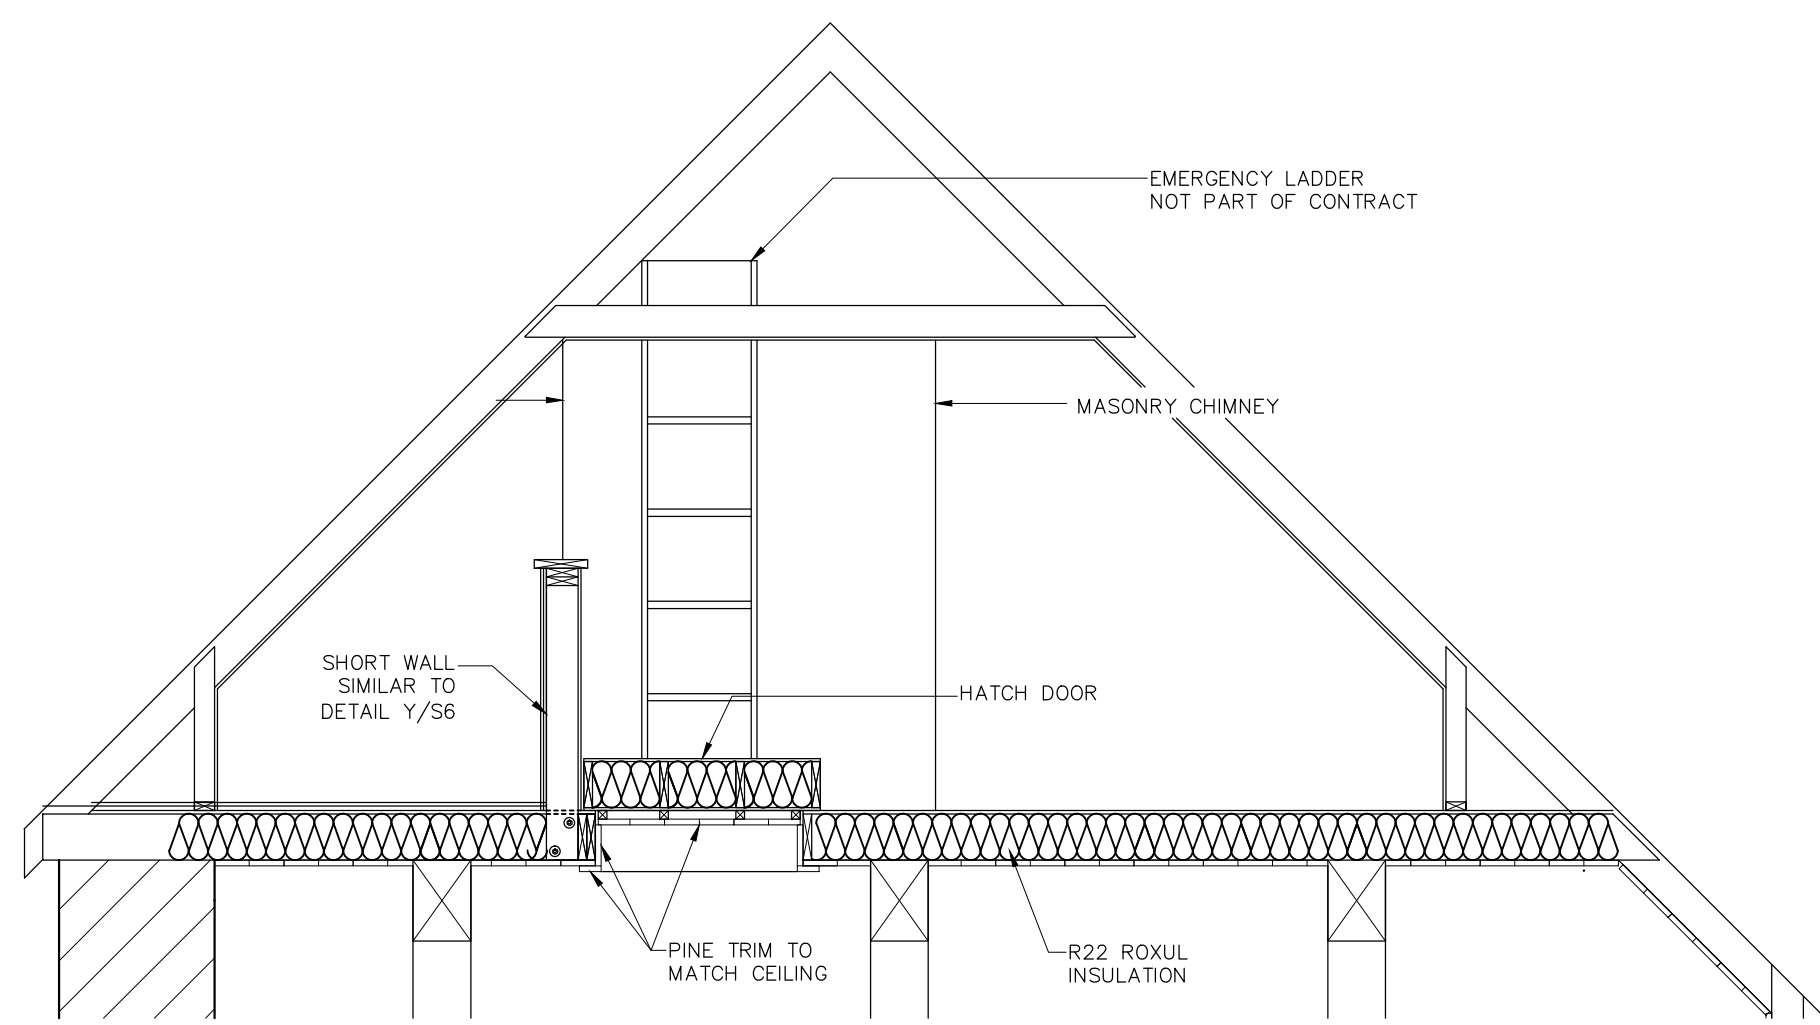 EMERGENCY LADDER
NOT PART OF CONTRACT
MASONRY CHIMNEY
SHORT WALL
SIMILAR TO
DETAIL Y/S6
HATCH DOOR
PINE TRIM TO
MATCH CEILING
R22 ROXUL
INSULATION